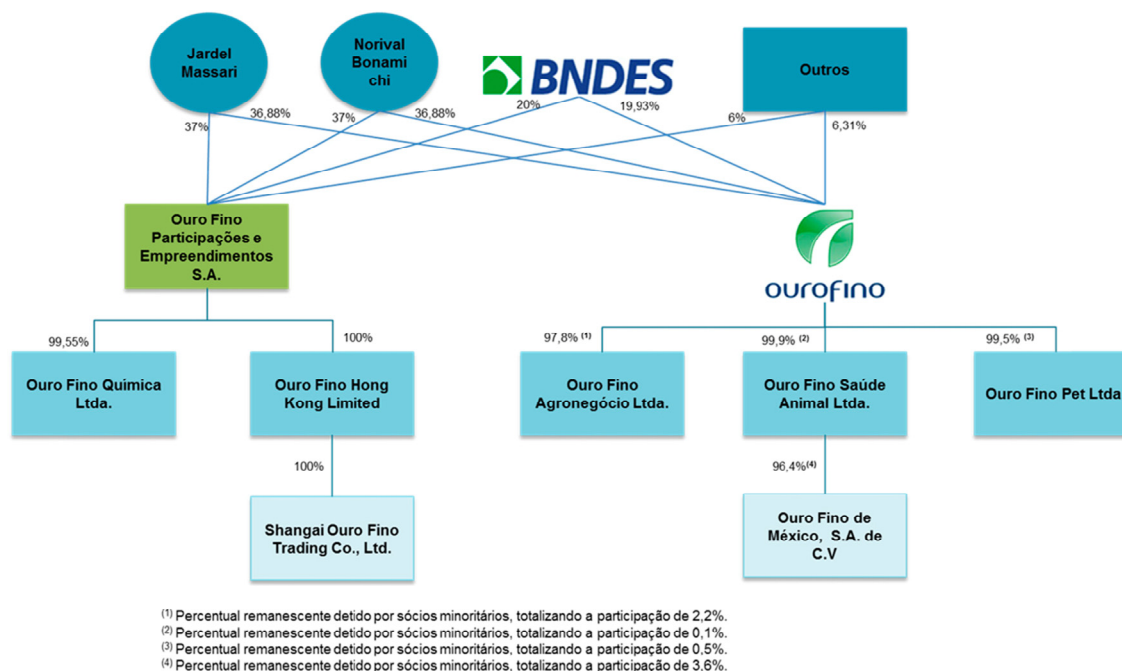 Jardel
Massari
Norival
Bonami
chi
BNDES
Outros
37%
36,88%
37%
36,88%
20%
19,93%
6%
6,31%
Ouro Fino
Participações e
Empreendimentos
S.A.
ourofino
99,55%
100%
97,8% (1)
99,9% (2)
99,5% (3)
Ouro Fino Quimica
Ltda.
Ouro Fino Hong
Kong Limited
Ouro Fino
Agronegócio Ltda.
Ouro Fino Saúde
Animal Ltda.
Ouro Fino Pet Ltda
100%
96,4%(4)
Shangai Ouro Fino
Trading Co., Ltd.
Ouro Fino de
México, S.A. de
C.V
(1) Percentual remanescente detido por sócios minoritários, totalizando a participação de 2,2%.
(2) Percentual remanescente detido por sócios minoritários, totalizando a participação de 0,1%.
(3) Percentual remanescente detido por sócios minoritários, totalizando a participação de 0,5%.
(4) Percentual remanescente detido por sócios minoritários, totalizando a participação de 3,6%.